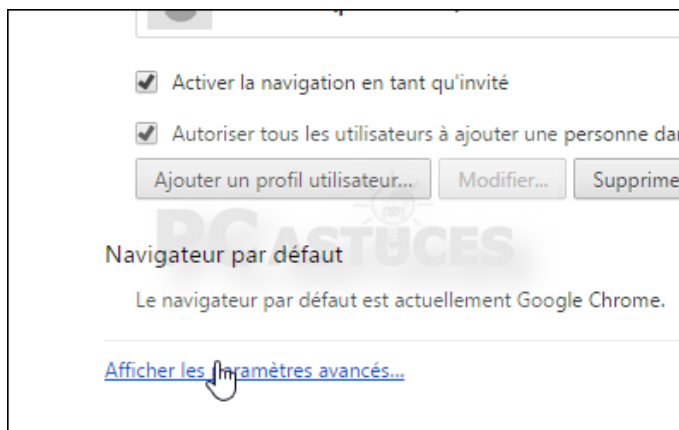 Activer la navigation en tant qu'invité
Autoriser tous les utilisateurs à ajouter une personne
Ajouter un profil utilisateur... Modifier... Supprime
PC ASTUCES
Navigateur par défaut
Le navigateur par défaut est actuellement Google Chrome.
Afficher les paramètres avancés...